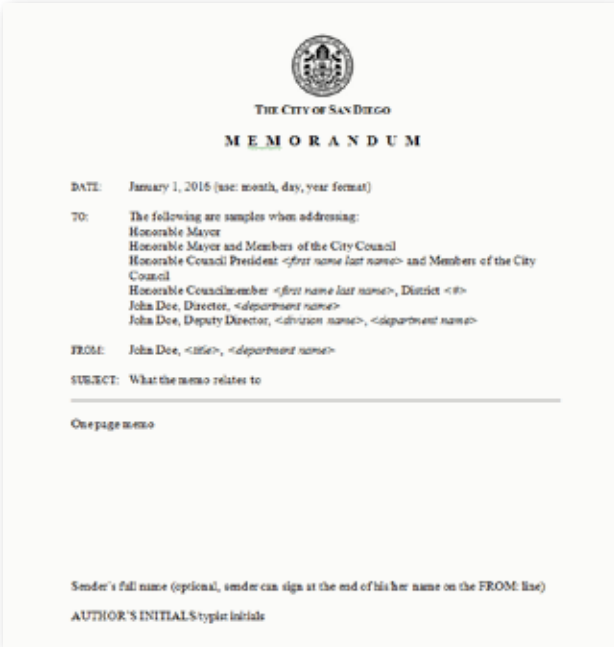 THE CITY OF SAN DIEGO
MEMORANDUM
DATE: January 1, 2016 (use: month, day, year format)
TO: The following are samples when addressing:
Honorable Mayor
Honorable Mayor and Members of the City Council
Honorable Council President <first name last name> and Members of the City
Council
Honorable Councilmember <first name last name>, District <#>
John Doe, Director, <department name>
John Doe, Deputy Director, <division name>, <department name>
FROM: John Doe, <title>, <department name>
SUBJECT: What the memo relates to
One page memo
Sender's full name (optional, sender can sign at the end of his/her name on the FROM: line)
AUTHOR'S INITIALS/typist initials